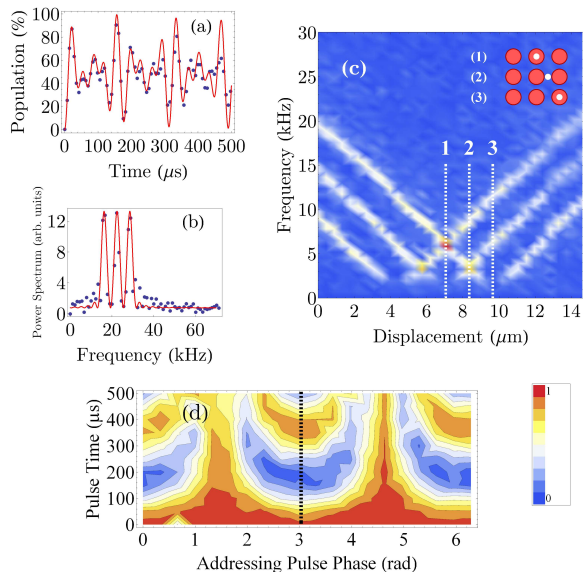 (a)
Population (%)
100
80
60
40
20
0
0 100 200 300 400 500
Time (μs)
(b)
Power Spectrum (arb. units)
12
8
4
0
0 20 40 60
Frequency (kHz)
(c)
(1)
(2)
(3)
1 2 3
Frequency (kHz)
30
25
20
15
10
5
0
0 2 4 6 8 10 12 14
Displacement (μm)
(d)
Pulse Time (μs)
500
400
300
200
100
0
0 1 2 3 4 5 6
Addressing Pulse Phase (rad)
1
0